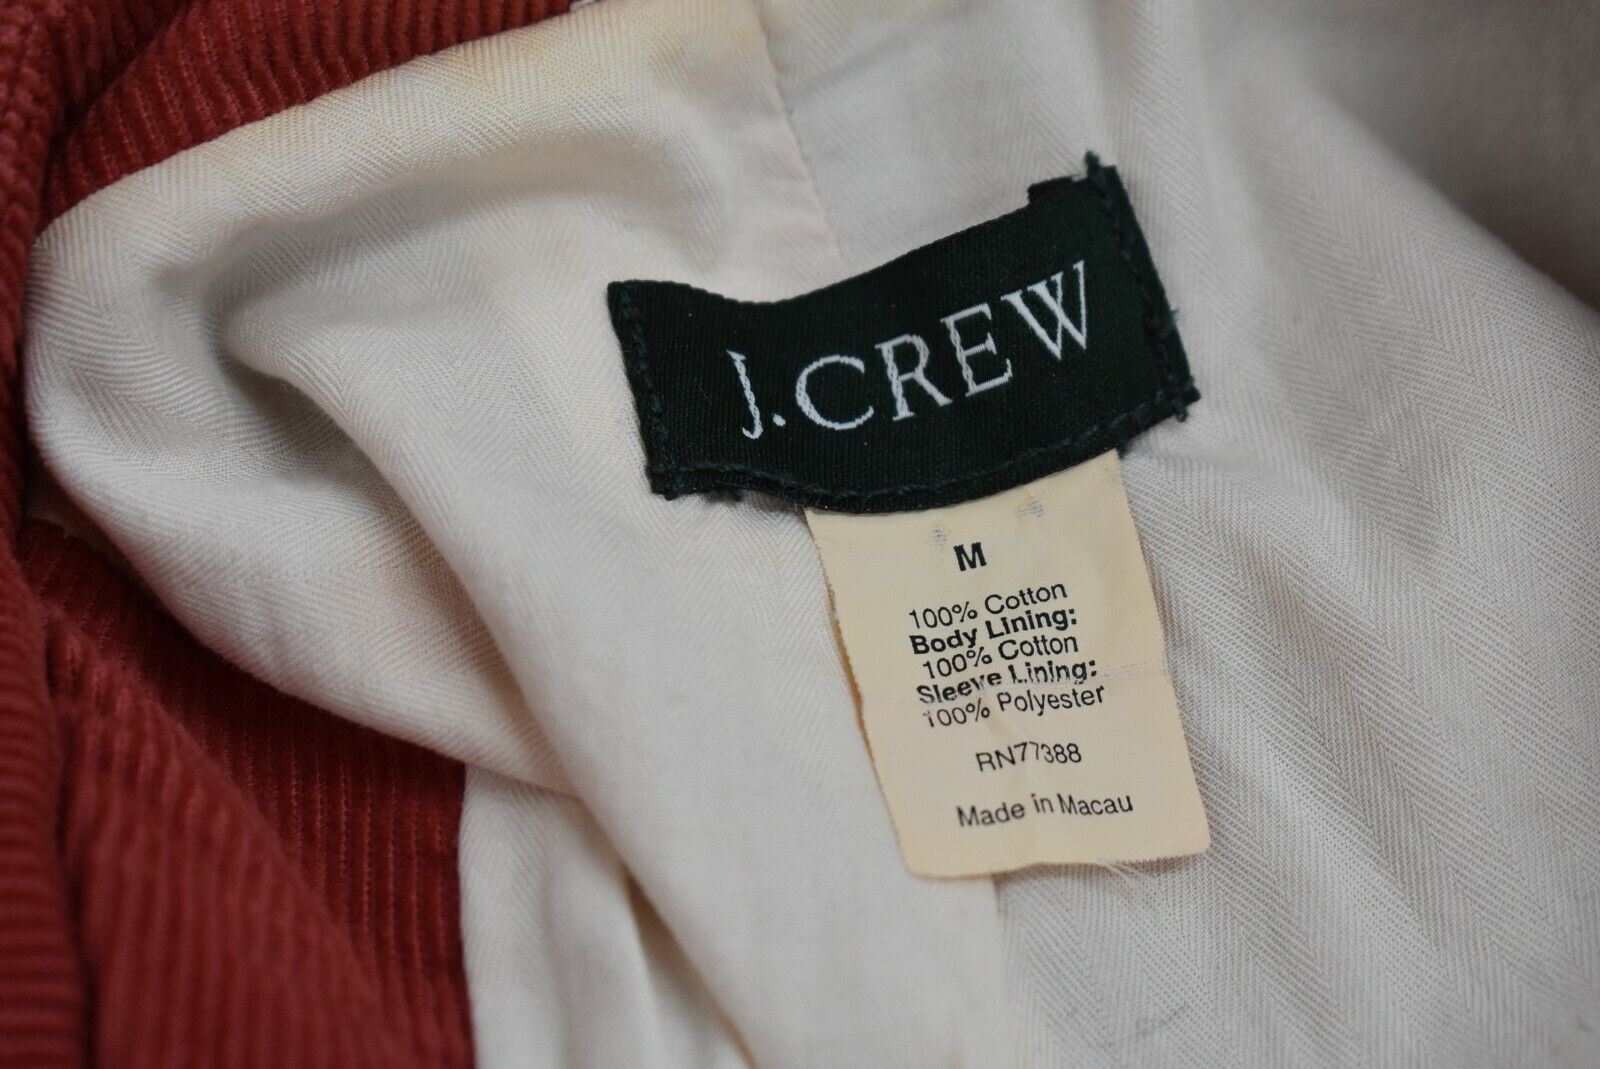 J.CREW
M
100% Cotton
Body Lining:
100% Cotton
Sleeve Lining:
100% Polyester
RN77388
Made in Macau